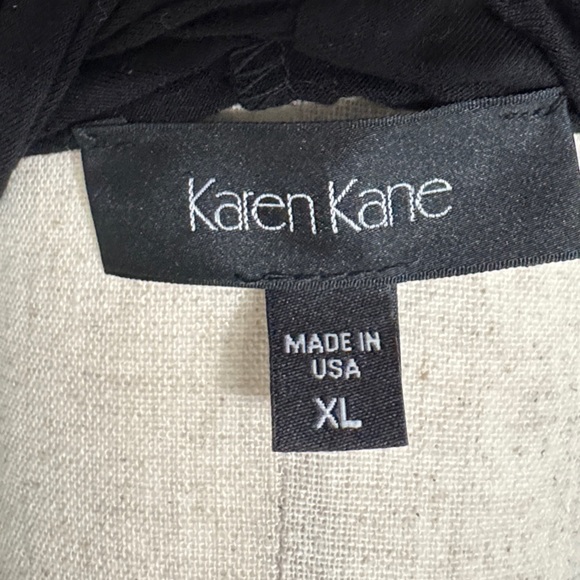 Karen Kane
MADE IN
USA
XL